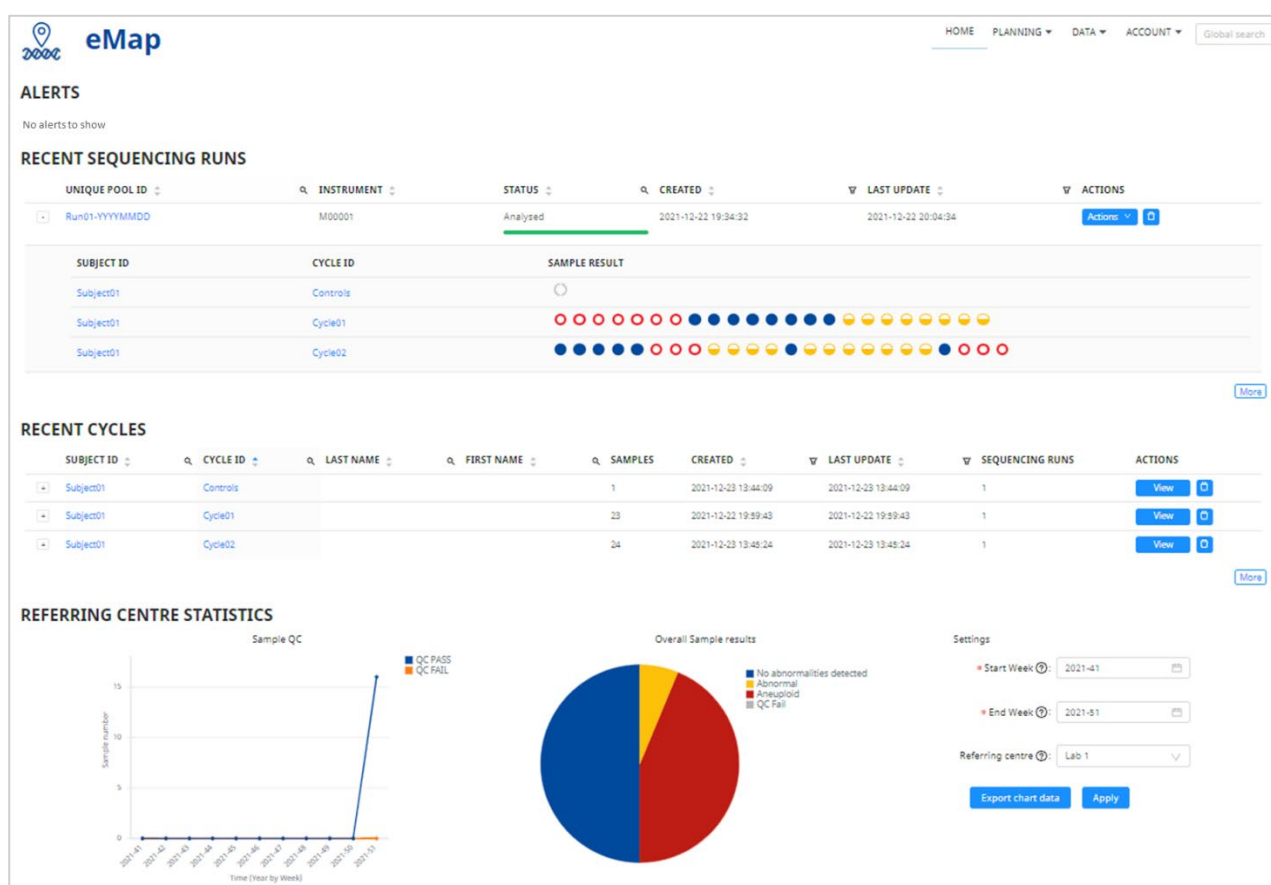 eMap
HOME PLANNING DATA ACCOUNT Global search
ALERTS
No alerts to show
RECENT SEQUENCING RUNS
UNIQUE POOL ID INSTRUMENT STATUS CREATED LAST UPDATE ACTIONS
Run01-YYYYMMDD M00001 Analysed 2021-12-22 19:34:32 2021-12-22 20:04:34 Actions
SUBJECT ID CYCLE ID SAMPLE RESULT
Subject01 Controls
Subject01 Cycle01
Subject01 Cycle02
More
RECENT CYCLES
SUBJECT ID CYCLE ID LAST NAME FIRST NAME SAMPLES CREATED LAST UPDATE SEQUENCING RUNS ACTIONS
Subject01 Controls 1 2021-12-23 13:44:09 2021-12-23 13:44:09 1 View
Subject01 Cycle01 23 2021-12-22 19:59:43 2021-12-22 19:59:43 1 View
Subject01 Cycle02 24 2021-12-23 13:45:24 2021-12-23 13:45:24 1 View
More
REFERRING CENTRE STATISTICS
Sample QC
QC PASS
QC FAIL
15
10
5
0
Sample number
2021-41 2021-42 2021-43 2021-44 2021-45 2021-46 2021-47 2021-48 2021-49 2021-50 2021-51
Time (Year by Week)
Overall Sample results
No abnormalities detected
Abnormal
Aneuploid
QC Fail
Settings
* Start Week ?: 2021-41
* End Week ?: 2021-51
Referring centre ?: Lab 1
Export chart data Apply